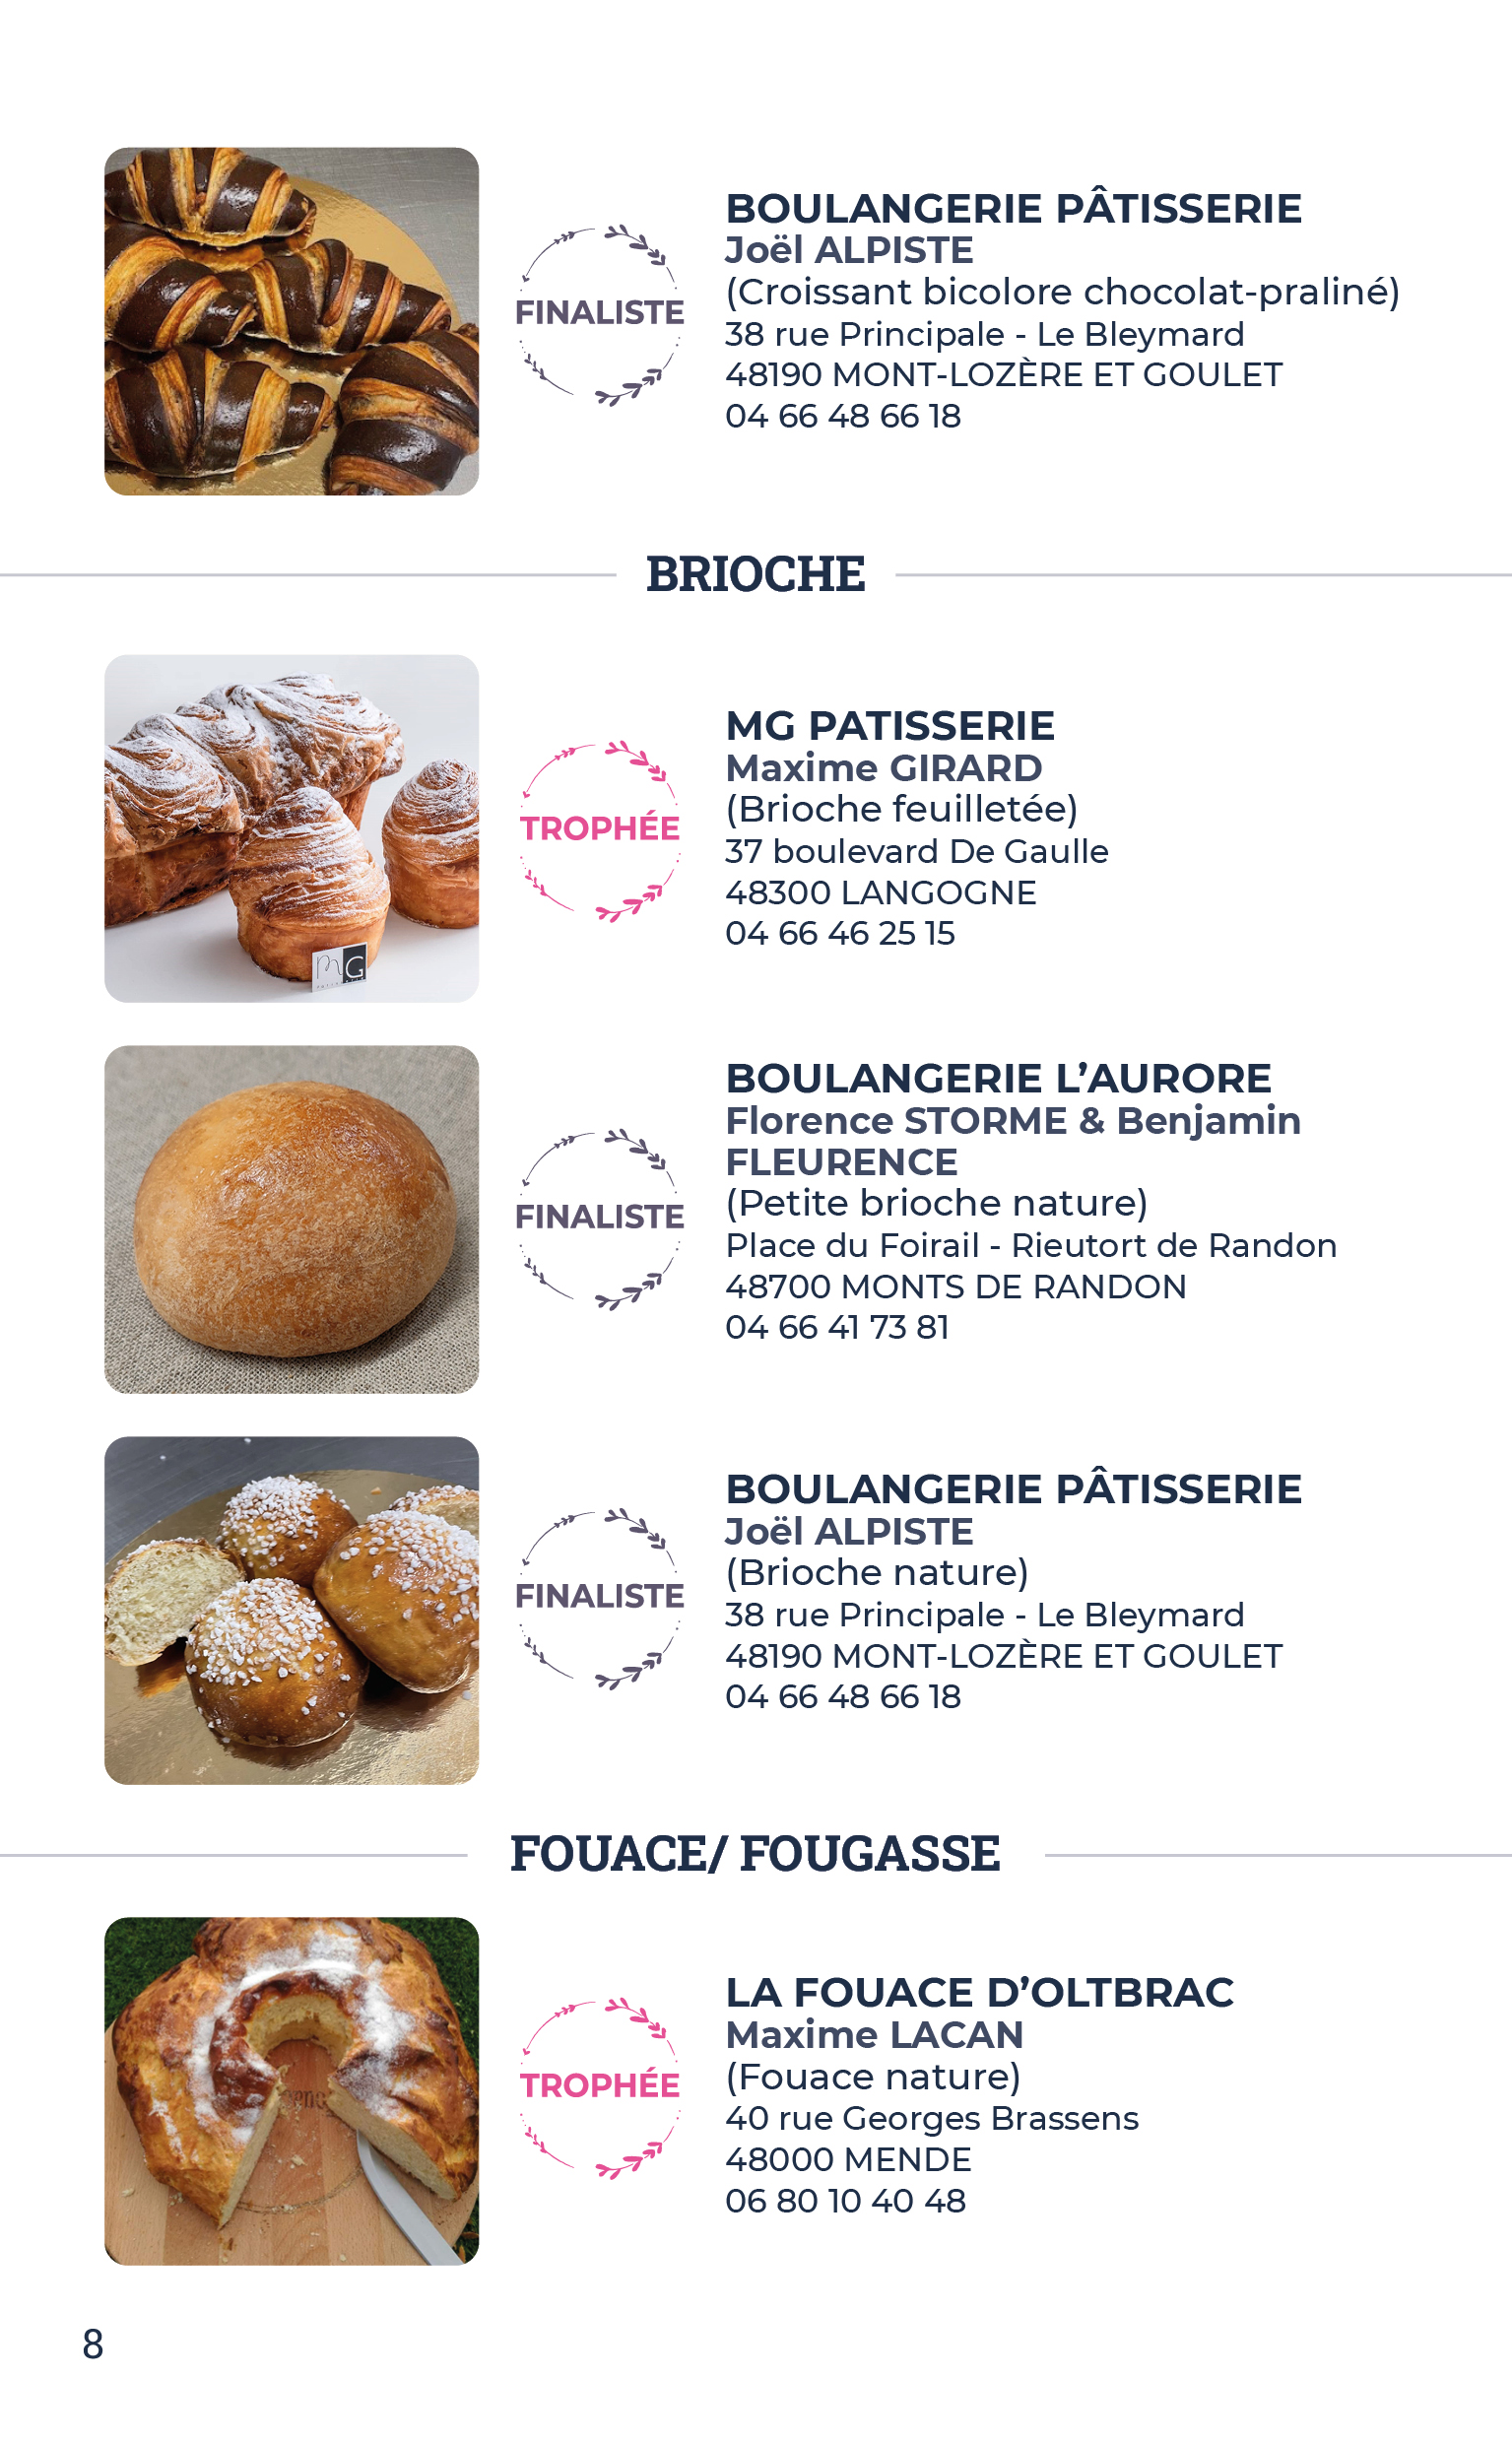 FINALISTE
BOULANGERIE PÂTISSERIE
Joël ALPISTE
(Croissant bicolore chocolat-praliné)
38 rue Principale - Le Bleymard
48190 MONT-LOZÈRE ET GOULET
04 66 48 66 18
BRIOCHE
MG
TROPHÉE
MG PATISSERIE
Maxime GIRARD
(Brioche feuilletée)
37 boulevard De Gaulle
48300 LANGOGNE
04 66 46 25 15
FINALISTE
BOULANGERIE L’AURORE
Florence STORME & Benjamin
FLEURENCE
(Petite brioche nature)
Place du Foirail - Rieutort de Randon
48700 MONTS DE RANDON
04 66 41 73 81
FINALISTE
BOULANGERIE PÂTISSERIE
Joël ALPISTE
(Brioche nature)
38 rue Principale - Le Bleymard
48190 MONT-LOZÈRE ET GOULET
04 66 48 66 18
FOUACE/ FOUGASSE
TROPHÉE
LA FOUACE D’OLTBRAC
Maxime LACAN
(Fouace nature)
40 rue Georges Brassens
48000 MENDE
06 80 10 40 48
8